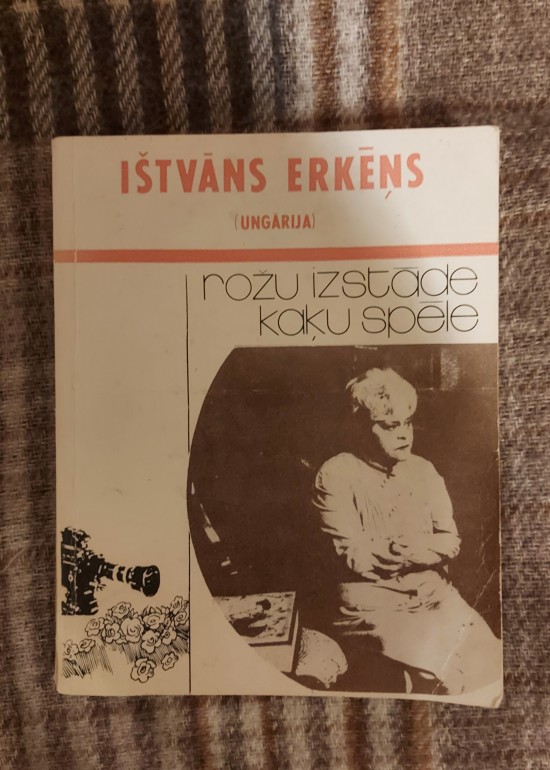 IŠTVĀNS ERKĒŅS
(UNGĀRIJA)
rožu izstāde
kaķu spēle